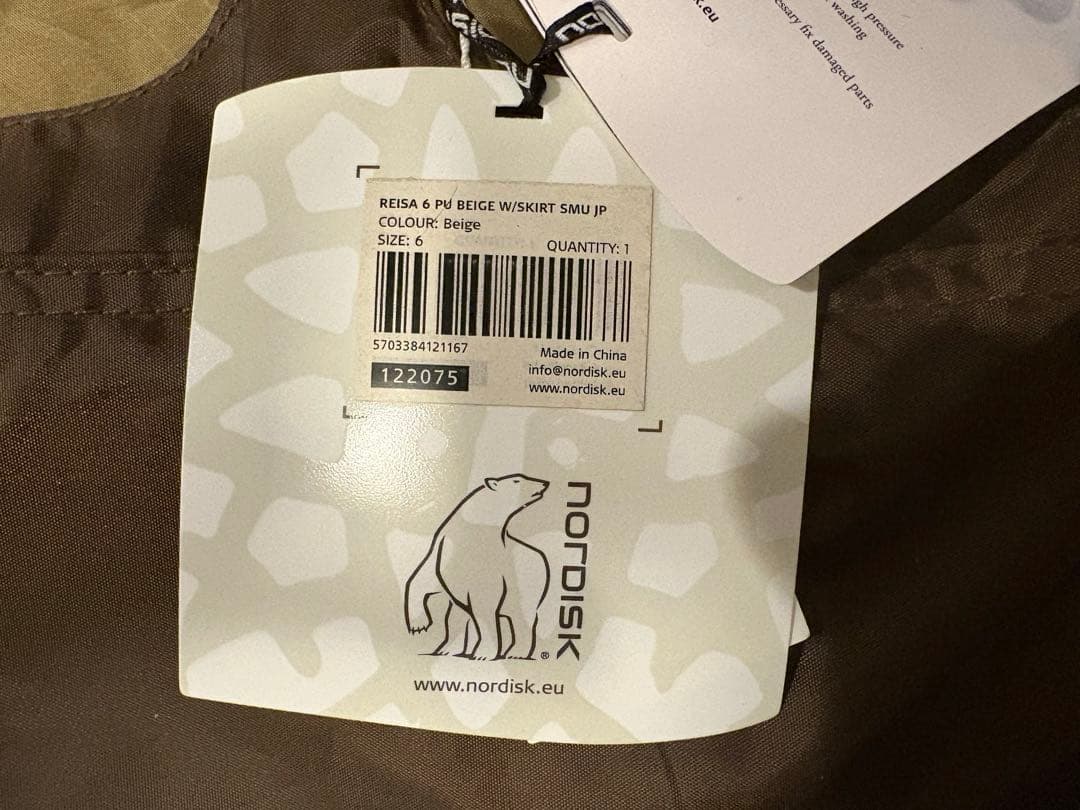 k.eu
gh pressure
washing
essary fix damaged parts
REISA 6 PU BEIGE W/SKIRT SMU JP
COLOUR: Beige
SIZE: 6
QUANTITY: 1
5703384121167
Made in China
122075
info@nordisk.eu
www.nordisk.eu
NORDISK
®
www.nordisk.eu